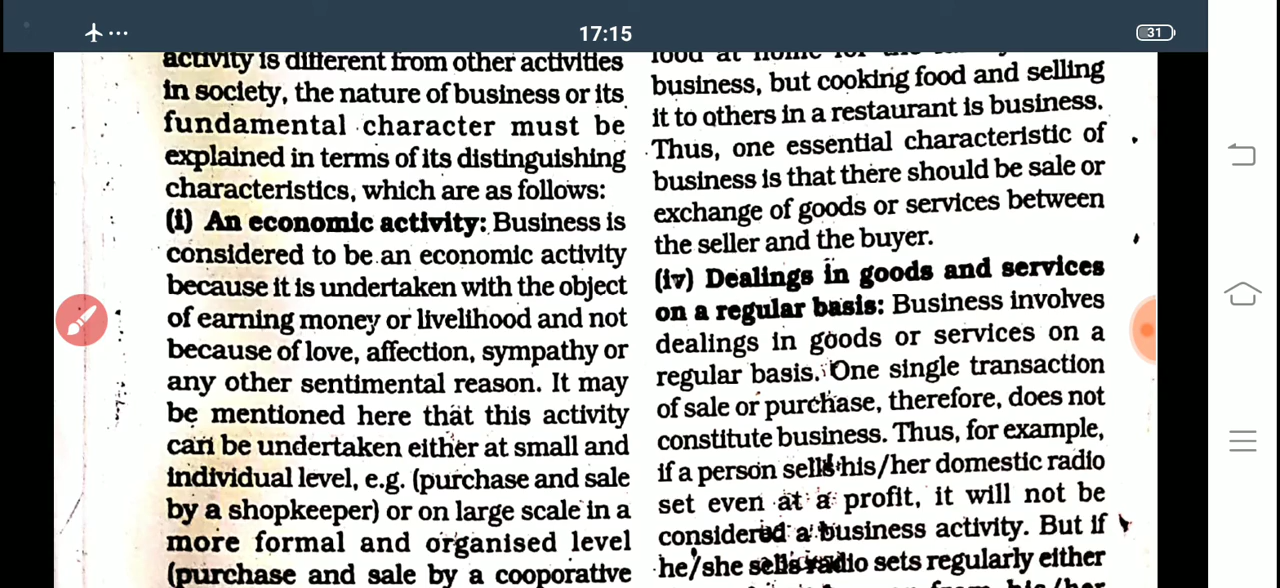 17:15
31
activity is different from other activities
in society, the nature of business or its
fundamental character must be
explained in terms of its distinguishing
characteristics, which are as follows:
(i) An economic activity: Business is
considered to be an economic activity
because it is undertaken with the object
of earning money or livelihood and not
because of love, affection, sympathy or
any other sentimental reason. It may
be mentioned here that this activity
can be undertaken either at small and
individual level, e.g. (purchase and sale
by a shopkeeper) or on large scale in a
more formal and organised level
(purchase and sale by a cooperative
food at home for the
business, but cooking food and selling
it to others in a restaurant is business.
Thus, one essential characteristic of
business is that there should be sale or
exchange of goods or services between
the seller and the buyer.
(iv) Dealings in goods and services
on a regular basis: Business involves
dealings in goods or services on a
regular basis. One single transaction
of sale or purchase, therefore, does not
constitute business. Thus, for example,
if a person sells his/her domestic radio
set even at a profit, it will not be
considered a business activity. But if
he/she sells radio sets regularly either
from his/her